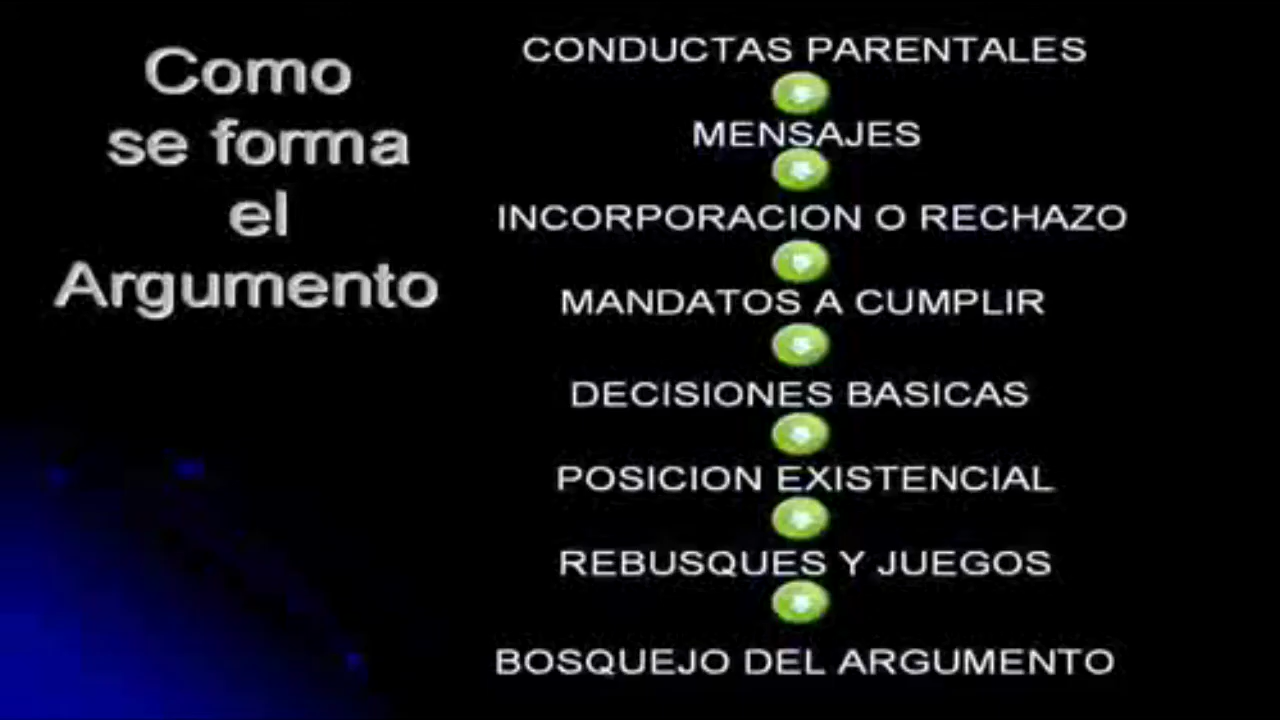 Como
se forma
el
Argumento
CONDUCTAS PARENTALES
MENSAJES
INCORPORACION O RECHAZO
MANDATOS A CUMPLIR
DECISIONES BASICAS
POSICION EXISTENCIAL
REBUSQUES Y JUEGOS
BOSQUEJO DEL ARGUMENTO